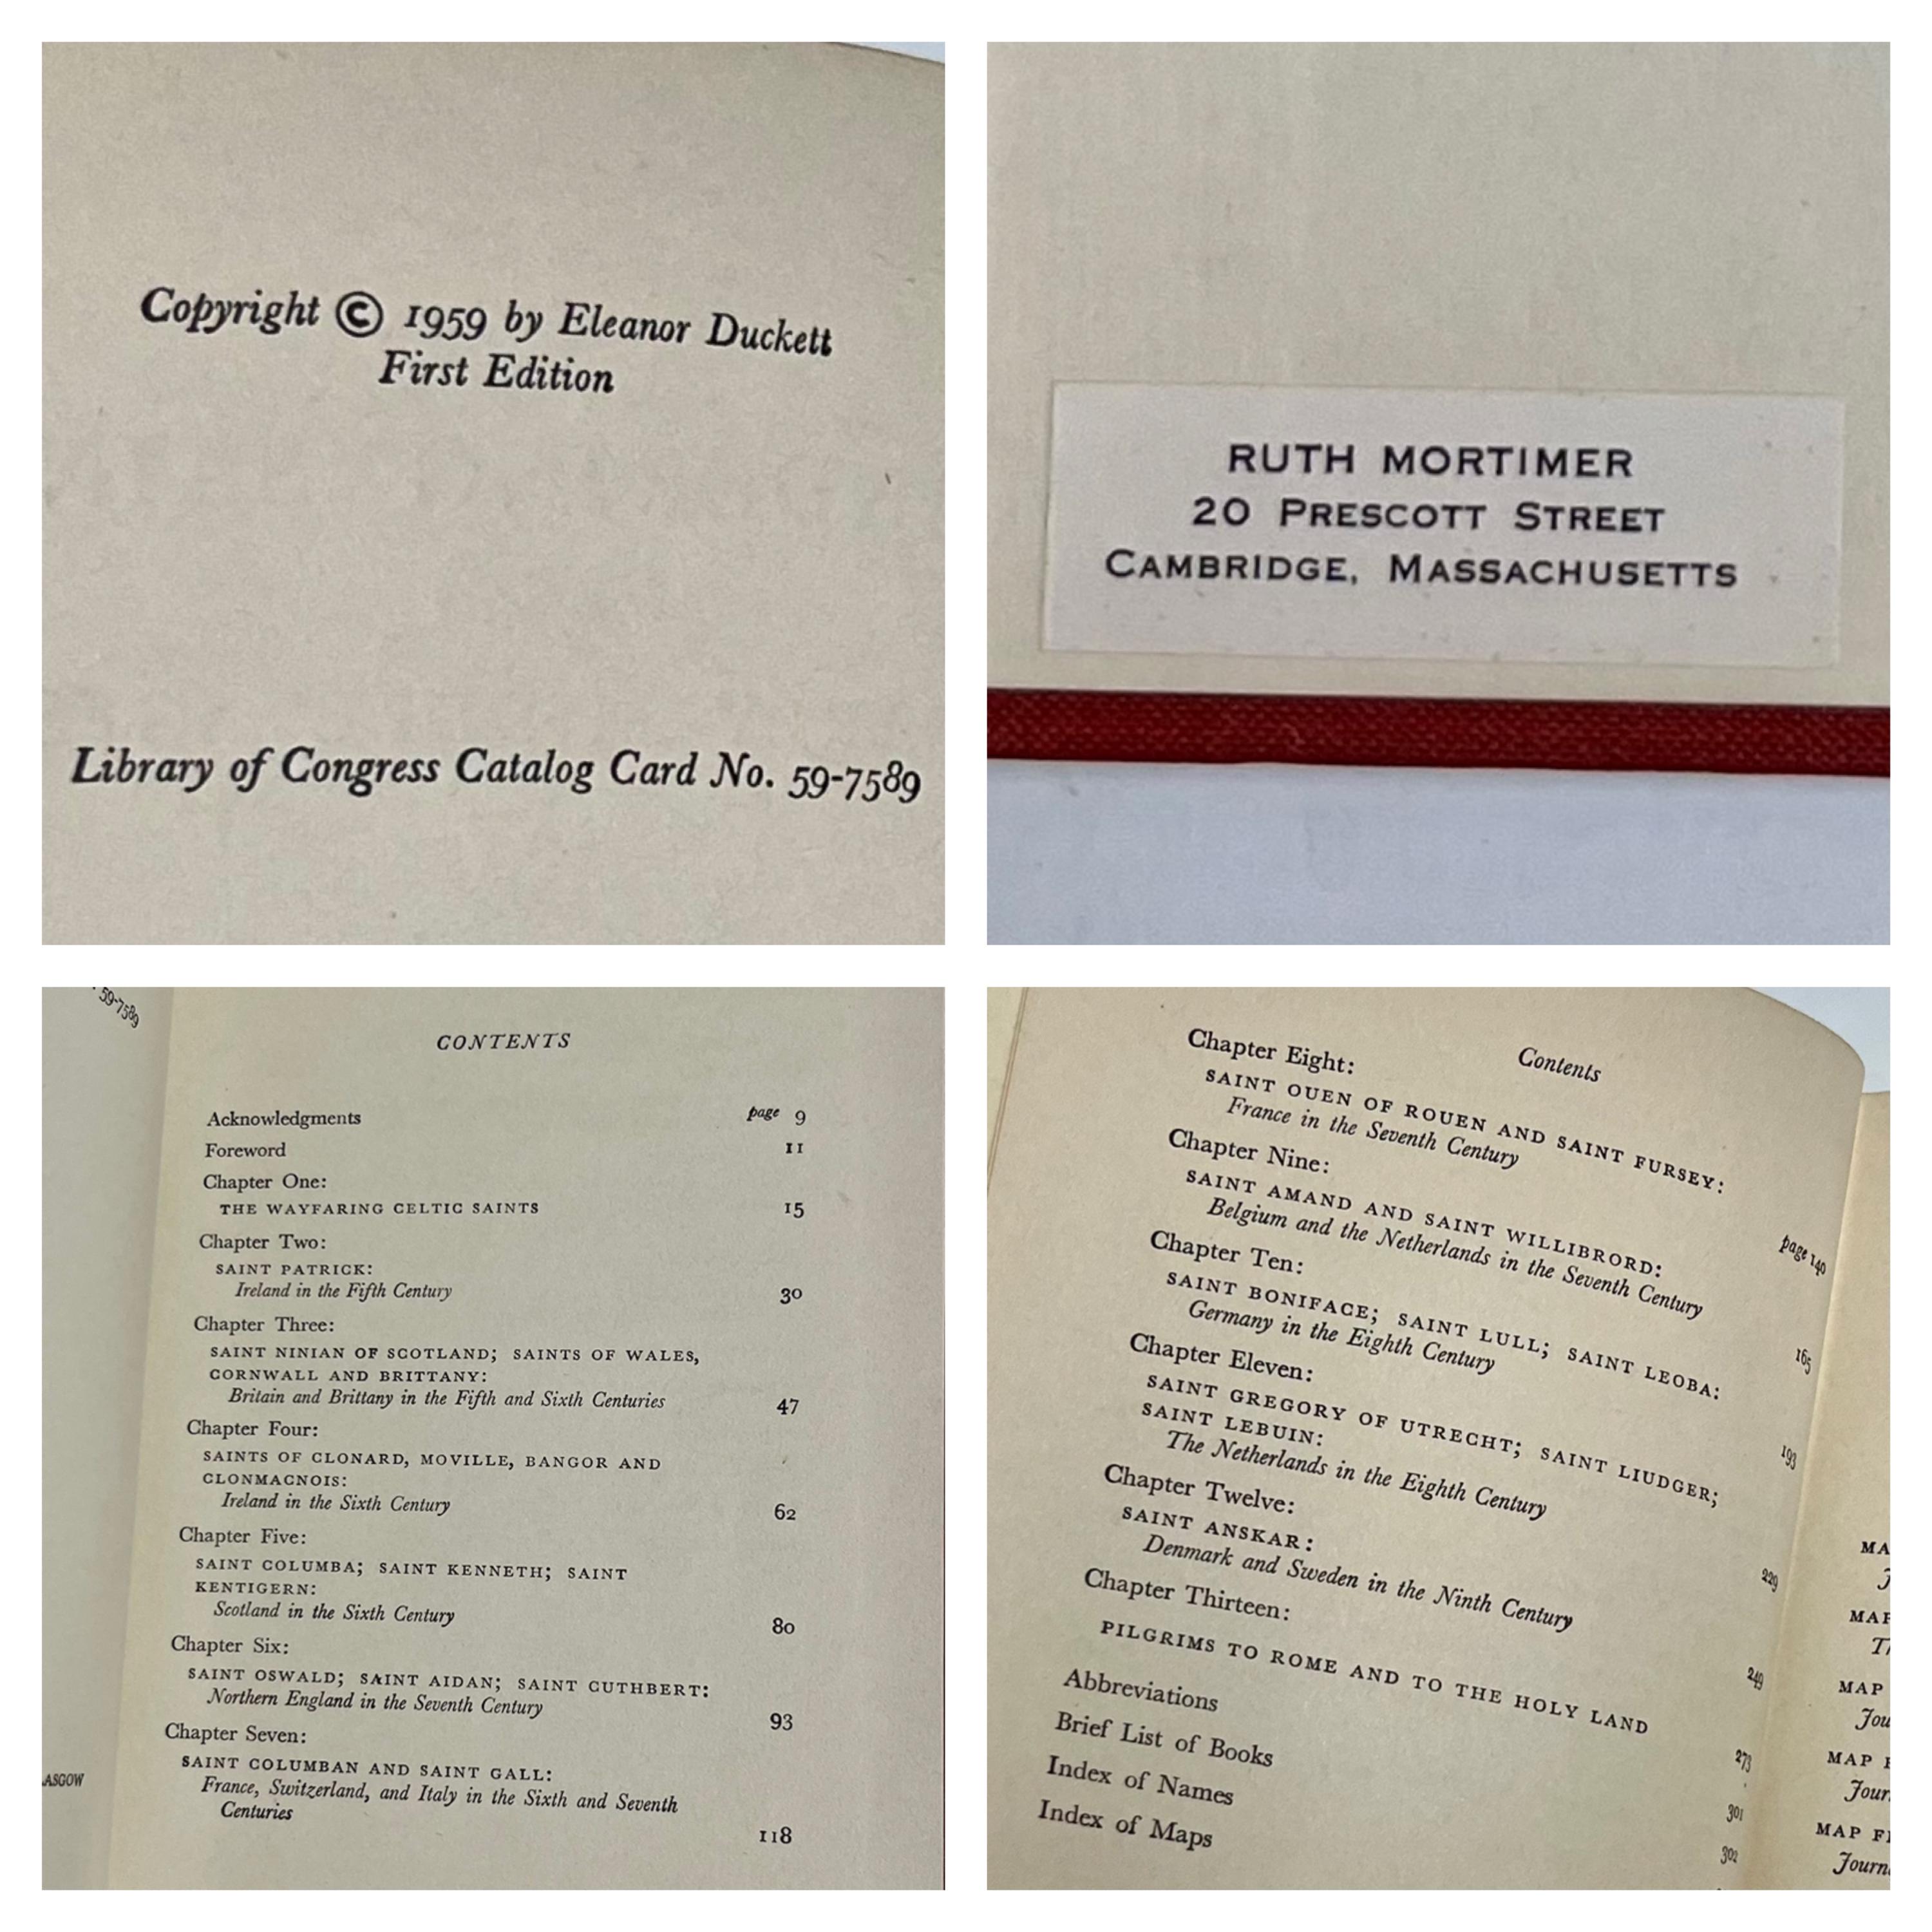 Copyright © 1959 by Eleanor Duckett
First Edition
Library of Congress Catalog Card No. 59-7589
RUTH MORTIMER
20 PRESCOTT STREET
CAMBRIDGE, MASSACHUSETTS
59-7589
ASGOW
CONTENTS
Acknowledgments page 9
Foreword 11
Chapter One:
THE WAYFARING CELTIC SAINTS 15
Chapter Two:
SAINT PATRICK:
Ireland in the Fifth Century 30
Chapter Three:
SAINT NINIAN OF SCOTLAND; SAINTS OF WALES,
CORNWALL AND BRITTANY:
Britain and Brittany in the Fifth and Sixth Centuries 47
Chapter Four:
SAINTS OF CLONARD, MOVILLE, BANGOR AND
CLONMACNOIS:
Ireland in the Sixth Century 62
Chapter Five:
SAINT COLUMBA; SAINT KENNETH; SAINT
KENTIGERN:
Scotland in the Sixth Century 80
Chapter Six:
SAINT OSWALD; SAINT AIDAN; SAINT CUTHBERT:
Northern England in the Seventh Century 93
Chapter Seven:
SAINT COLUMBAN AND SAINT GALL:
France, Switzerland, and Italy in the Sixth and Seventh
Centuries 118
Contents
Chapter Eight:
SAINT OUEN OF ROUEN AND SAINT FURSEY:
France in the Seventh Century page 140
Chapter Nine:
SAINT AMAND AND SAINT WILLIBRORD:
Belgium and the Netherlands in the Seventh Century 165
Chapter Ten:
SAINT BONIFACE; SAINT LULL; SAINT LEOBA:
Germany in the Eighth Century 193
Chapter Eleven:
SAINT GREGORY OF UTRECHT; SAINT LIUDGER;
SAINT LEBUIN:
The Netherlands in the Eighth Century 229
Chapter Twelve:
SAINT ANSKAR:
Denmark and Sweden in the Ninth Century 249
Chapter Thirteen:
PILGRIMS TO ROME AND TO THE HOLY LAND 273
Abbreviations 301
Brief List of Books 302
Index of Names
Index of Maps
MA
MAP
MAP
Jou
MAP
Jour
MAP
Journ